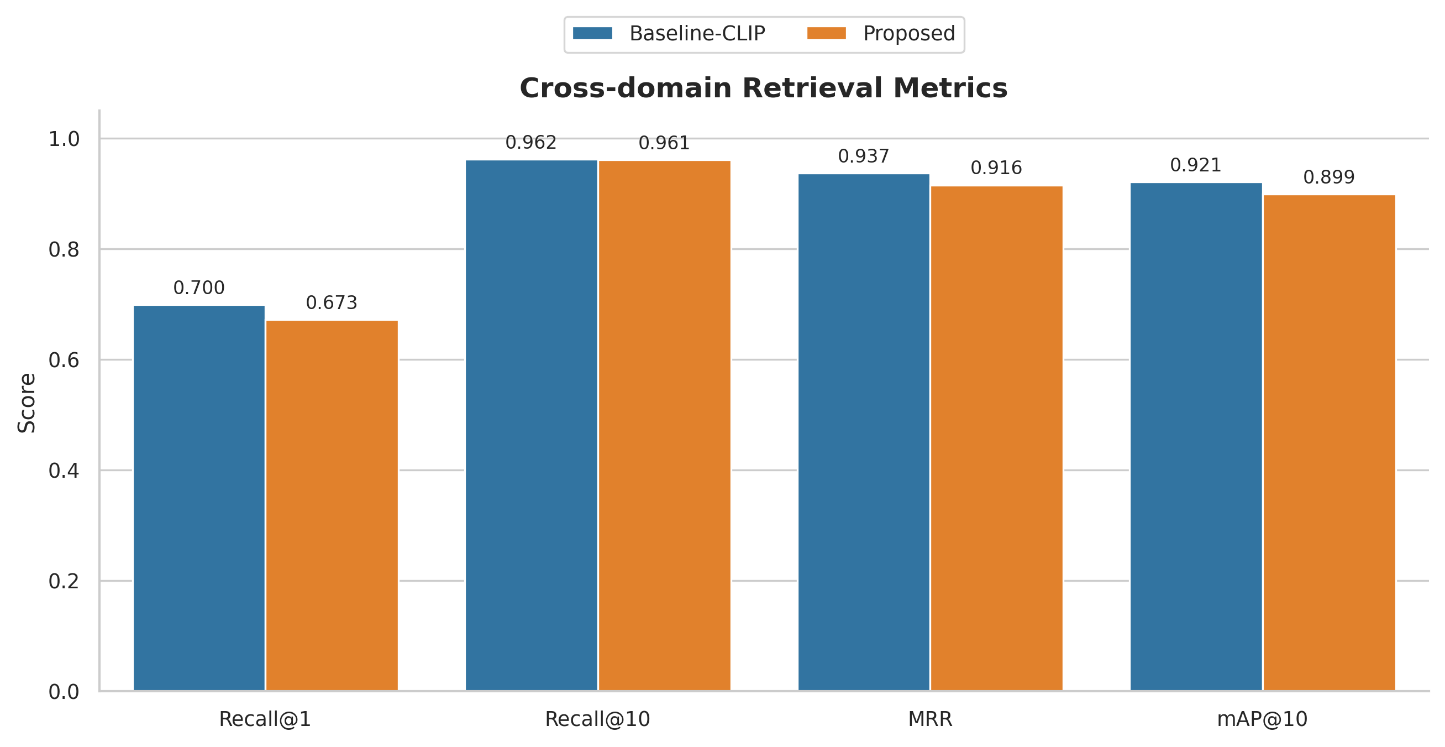 Baseline-CLIP Proposed
Cross-domain Retrieval Metrics
Score
1.0
0.8
0.6
0.4
0.2
0.0
0.700 0.673
0.962 0.961
0.937 0.916
0.921 0.899
Recall@1 Recall@10 MRR mAP@10